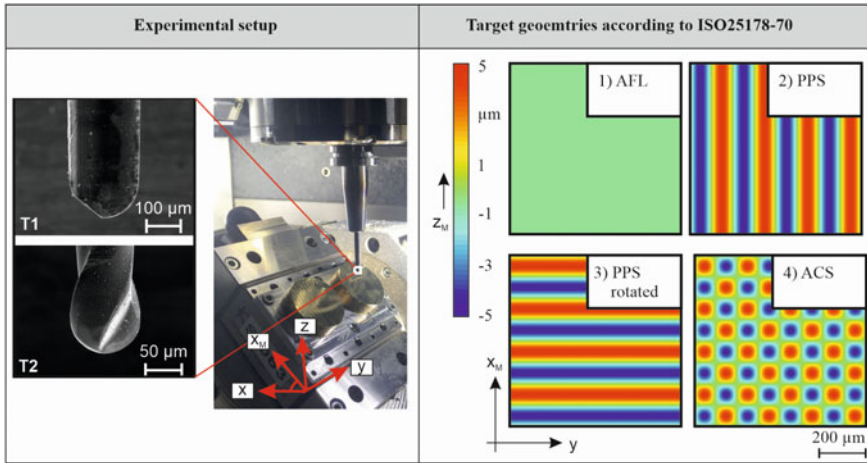 Experimental setup
Target geoemtries according to ISO25178-70
T1
100 µm
T2
50 µm
z
x_M
x
y
5
µm
1
-1
-3
-5
z_M
1) AFL
2) PPS
3) PPS
rotated
4) ACS
x_M
y
200 µm